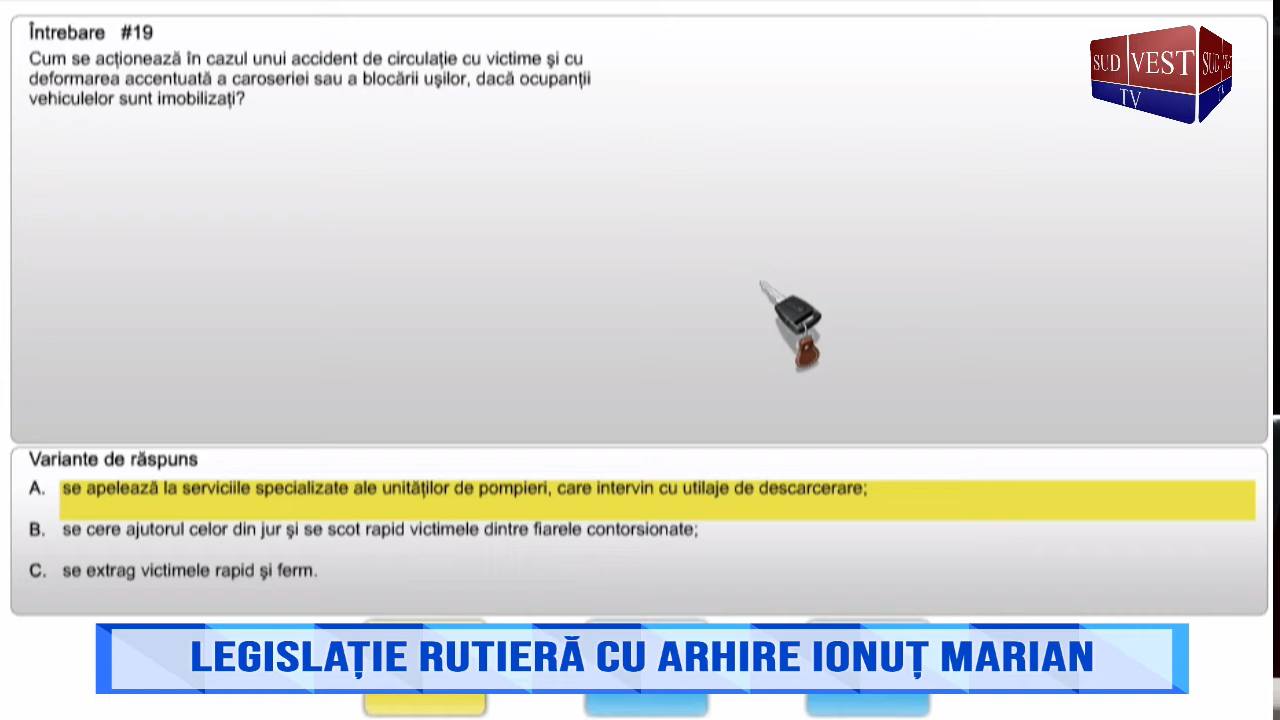 Întrebare #19
Cum se acționează în cazul unui accident de circulație cu victime și cu
deformarea accentuată a caroseriei sau a blocării ușilor, dacă ocupanții
vehiculelor sunt imobilizați?
SUD VEST SUD
TV
Variante de răspuns
A. se apelează la serviciile specializate ale unităților de pompieri, care intervin cu utilaje de descarcerare;
B. se cere ajutorul celor din jur și se scot rapid victimele dintre fiarele contorsionate;
C. se extrag victimele rapid și ferm.
LEGISLAȚIE RUTIERĂ CU ARHIRE IONUȚ MARIAN